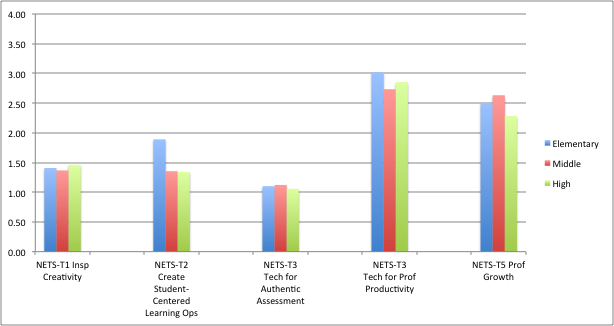 4.00
3.50
3.00
2.50
2.00
1.50
1.00
0.50
0.00
Elementary
Middle
High
NETS-T1 Insp
Creativity
NETS-T2
Create
Student-
Centered
Learning Ops
NETS-T3
Tech for
Authentic
Assessment
NETS-T3
Tech for Prof
Productivity
NETS-T5 Prof
Growth